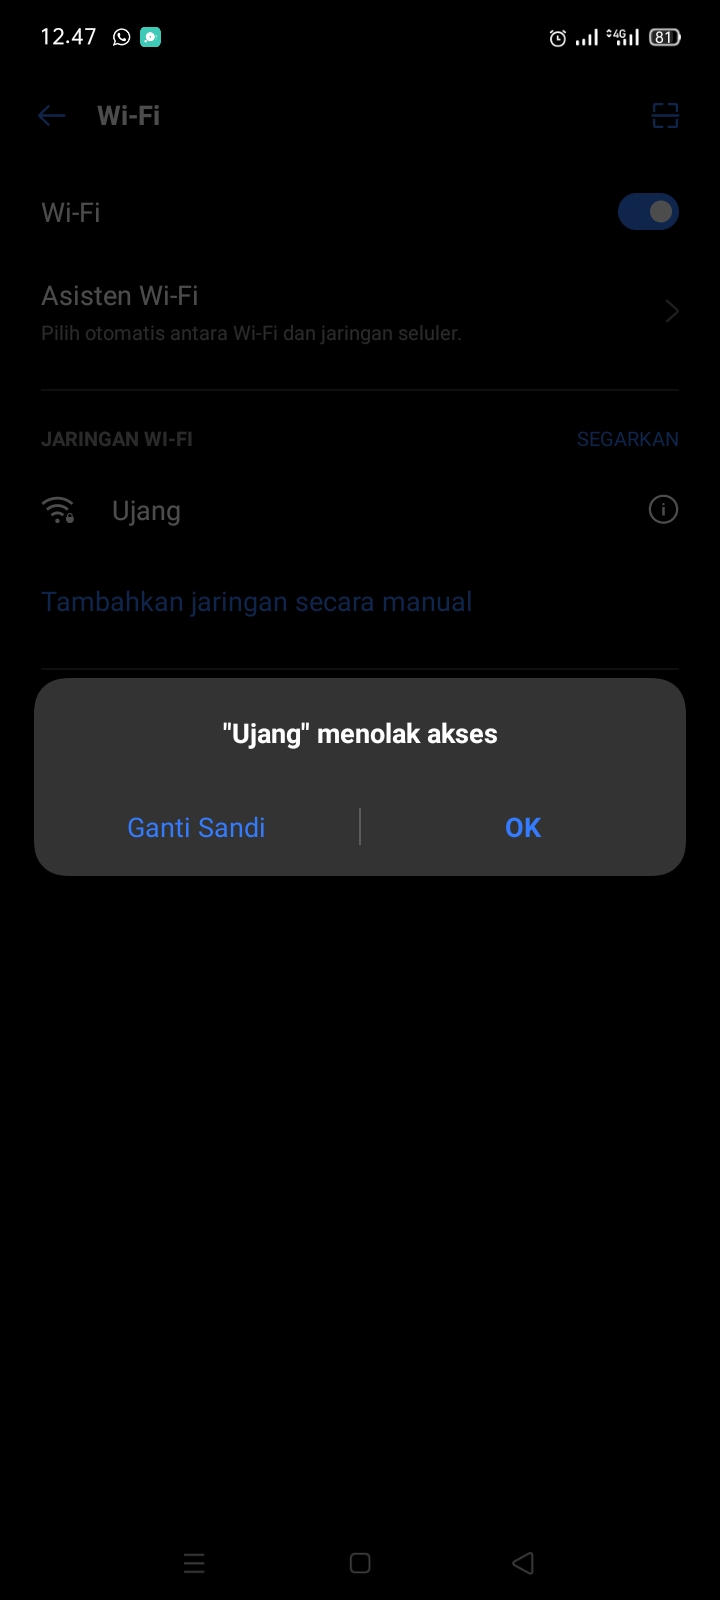 12.47 4G 81
Wi-Fi
Wi-Fi
Asisten Wi-Fi
Pilih otomatis antara Wi-Fi dan jaringan seluler.
JARINGAN WI-FI SEGARKAN
Ujang
Tambahkan jaringan secara manual
"Ujang" menolak akses
Ganti Sandi OK